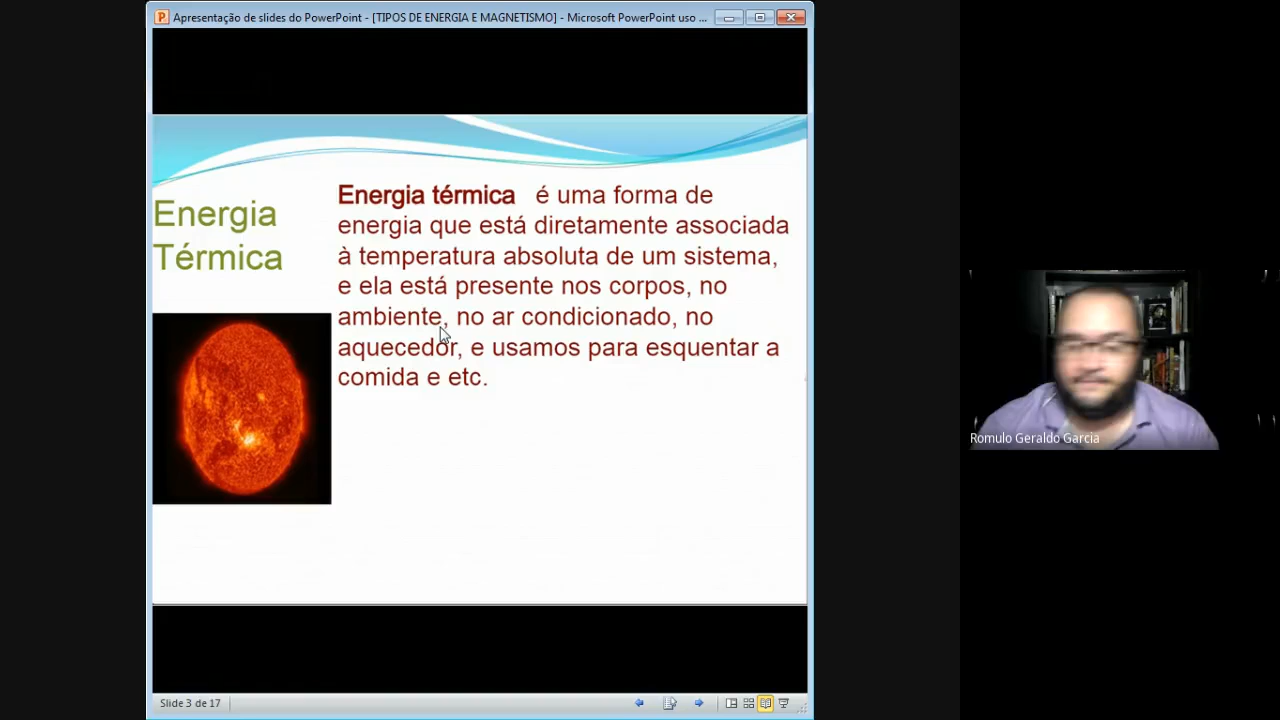 Apresentação de slides do PowerPoint - [TIPOS DE ENERGIA E MAGNETISMO] - Microsoft PowerPoint uso ...
Energia
Térmica
Energia térmica é uma forma de
energia que está diretamente associada
à temperatura absoluta de um sistema,
e ela está presente nos corpos, no
ambiente, no ar condicionado, no
aquecedor, e usamos para esquentar a
comida e etc.
Romulo Geraldo Garcia
Slide 3 de 17